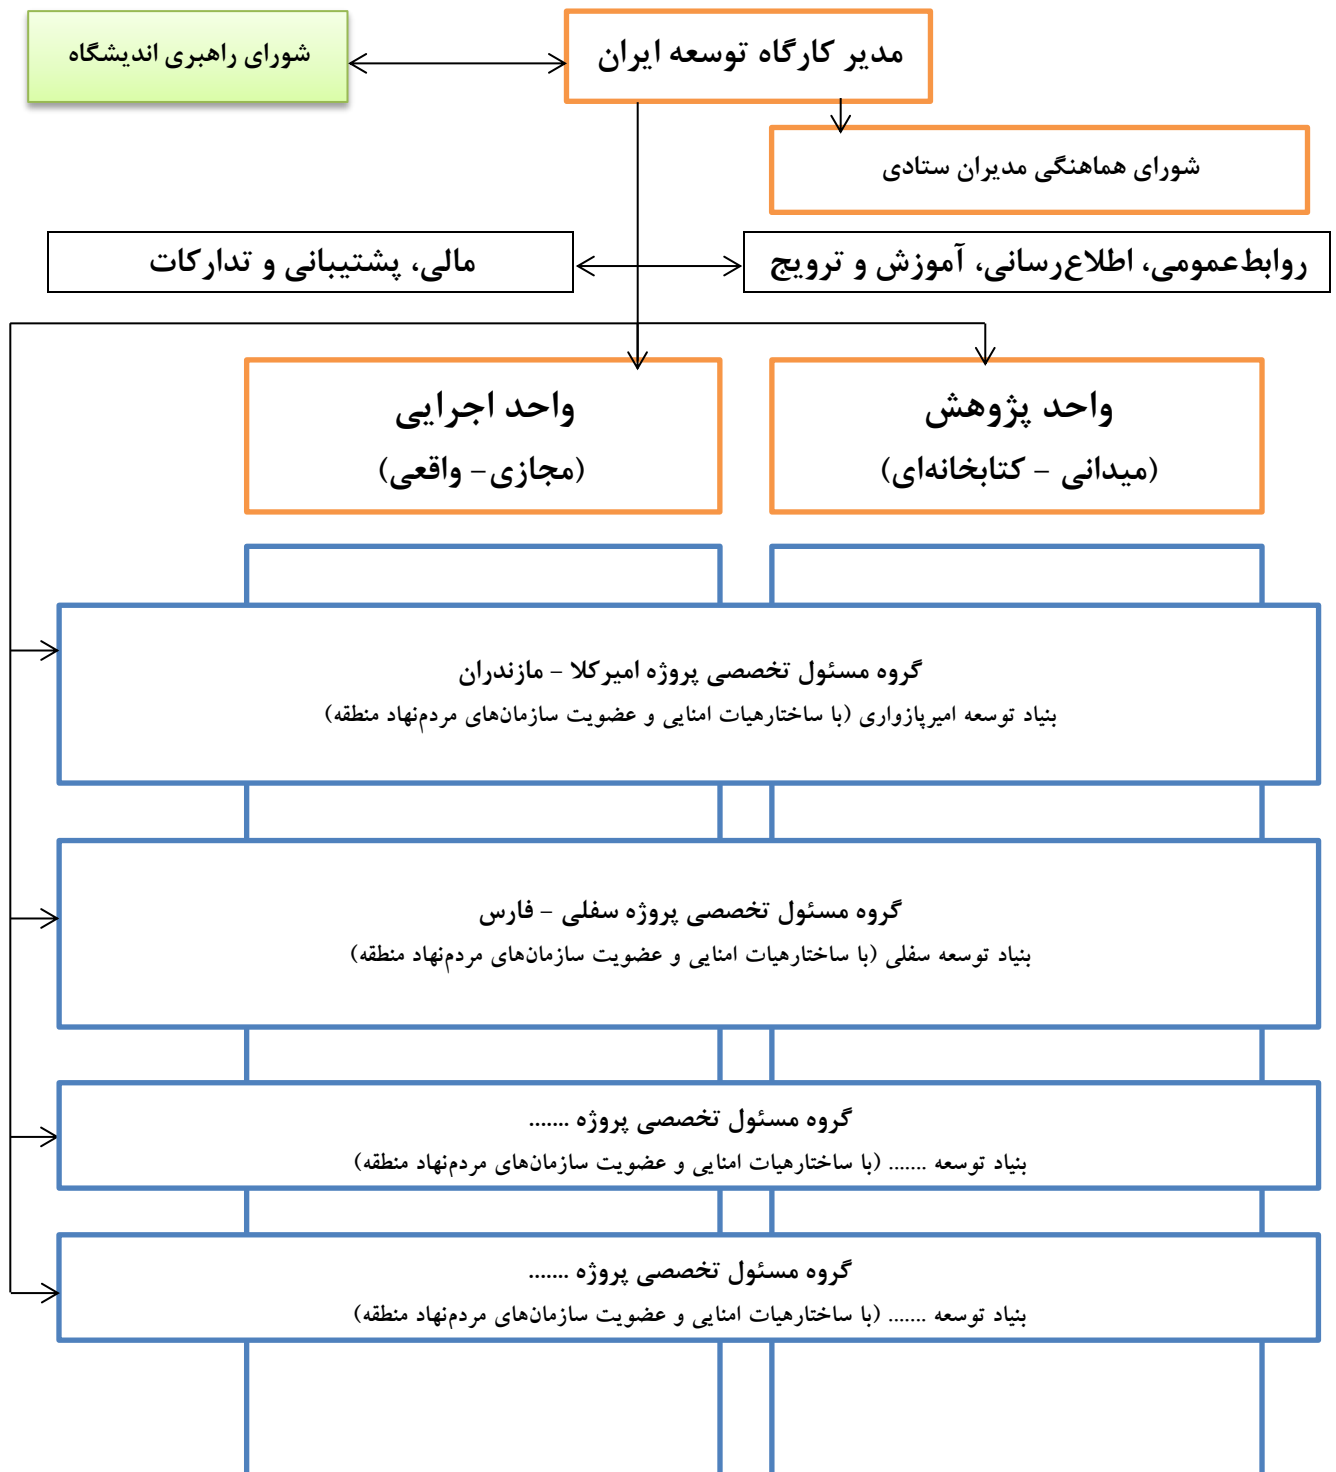 مدیر کارگاه توسعه ایران
شورای راهبری اندیشگاه
شورای هماهنگی مدیران ستادی
روابط‌عمومی، اطلاع‌رسانی، آموزش و ترویج
مالی، پشتیبانی و تدارکات
واحد پژوهش
(میدانی - کتابخانه‌ای)
واحد اجرایی
(مجازی- واقعی)
گروه مسئول تخصصی پروژه امیرکلا - مازندران
بنیاد توسعه امیرپازواری (با ساختارهیات امنایی و عضویت سازمان‌های مردم‌نهاد منطقه)
گروه مسئول تخصصی پروژه سفلی - فارس
بنیاد توسعه سفلی (با ساختارهیات امنایی و عضویت سازمان‌های مردم‌نهاد منطقه)
گروه مسئول تخصصی پروژه .......
بنیاد توسعه ....... (با ساختارهیات امنایی و عضویت سازمان‌های مردم‌نهاد منطقه)
گروه مسئول تخصصی پروژه .......
بنیاد توسعه ....... (با ساختارهیات امنایی و عضویت سازمان‌های مردم‌نهاد منطقه)